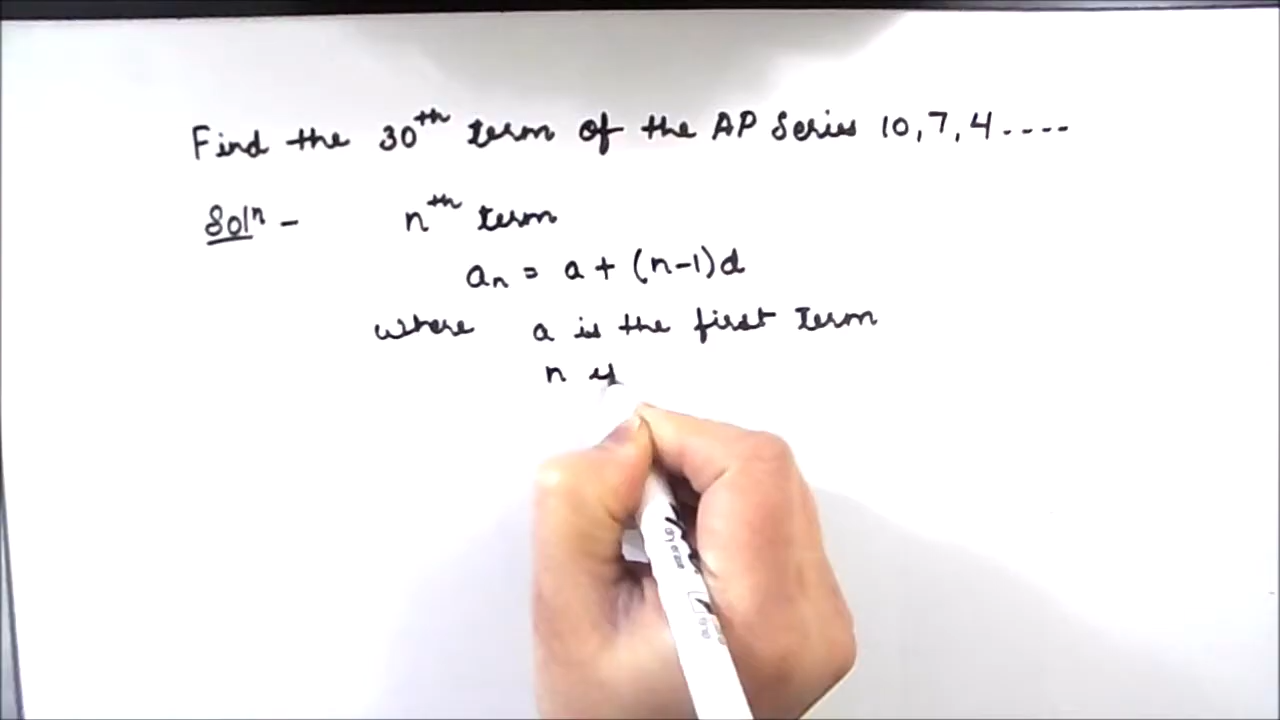 Find the 30th term of the AP Series 10, 7, 4 ....
Solⁿ - nth term
aₙ = a + (n-1)d
where a is the first term
n is